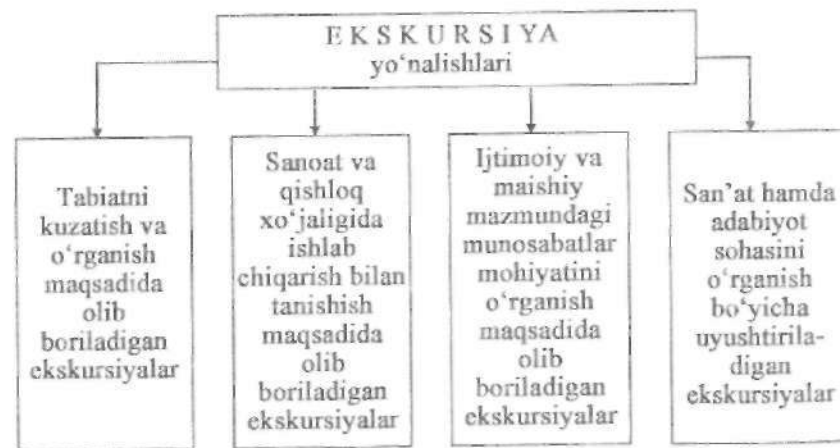 E K S K U R S I YA
yo‘nalishlari
Tabiatni
kuzatish va
o‘rganish
maqsadida
olib
boriladigan
ekskursiyalar
Sanoat va
qishloq
xo‘jaligida
ishlab
chiqarish bilan
tanishish
maqsadida
olib
boriladigan
ekskursiyalar
Ijtimoiy va
maishiy
mazmundagi
munosabatlar
mohiyatini
o‘rganish
maqsadida
olib
boriladigan
ekskursiyalar
San’at hamda
adabiyot
sohasini
o‘rganish
bo‘yicha
uyushtirila-
digan
ekskursiyalar